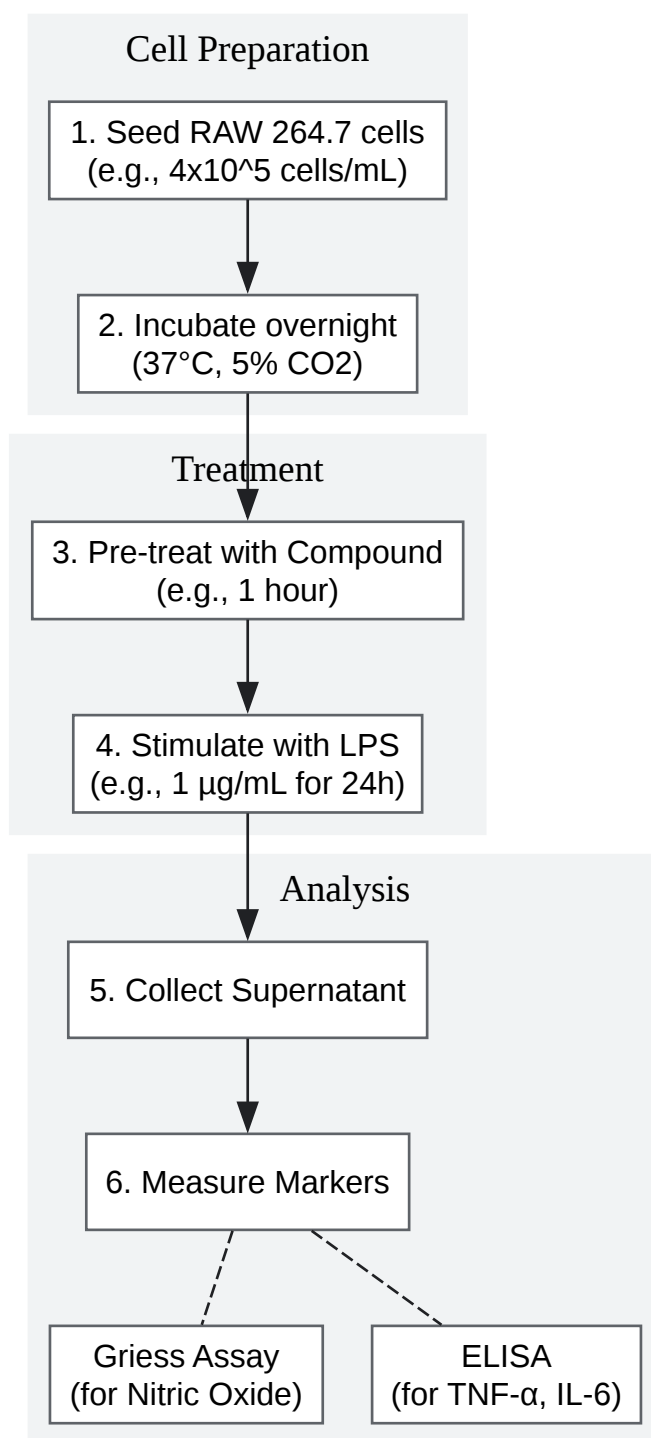 Cell Preparation
1. Seed RAW 264.7 cells
(e.g., 4x10^5 cells/mL)
2. Incubate overnight
(37°C, 5% CO2)
Treatment
3. Pre-treat with Compound
(e.g., 1 hour)
4. Stimulate with LPS
(e.g., 1 µg/mL for 24h)
Analysis
5. Collect Supernatant
6. Measure Markers
Griess Assay
(for Nitric Oxide)
ELISA
(for TNF-α, IL-6)